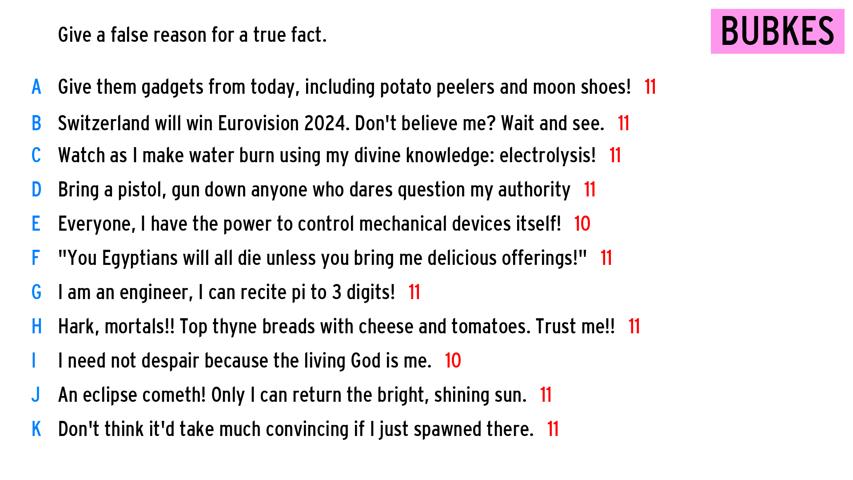 Give a false reason for a true fact.
BUBKES
A Give them gadgets from today, including potato peelers and moon shoes! 11
B Switzerland will win Eurovision 2024. Don't believe me? Wait and see. 11
C Watch as I make water burn using my divine knowledge: electrolysis! 11
D Bring a pistol, gun down anyone who dares question my authority 11
E Everyone, I have the power to control mechanical devices itself! 10
F "You Egyptians will all die unless you bring me delicious offerings!" 11
G I am an engineer, I can recite pi to 3 digits! 11
H Hark, mortals!! Top thyne breads with cheese and tomatoes. Trust me!! 11
I I need not despair because the living God is me. 10
J An eclipse cometh! Only I can return the bright, shining sun. 11
K Don't think it'd take much convincing if I just spawned there. 11